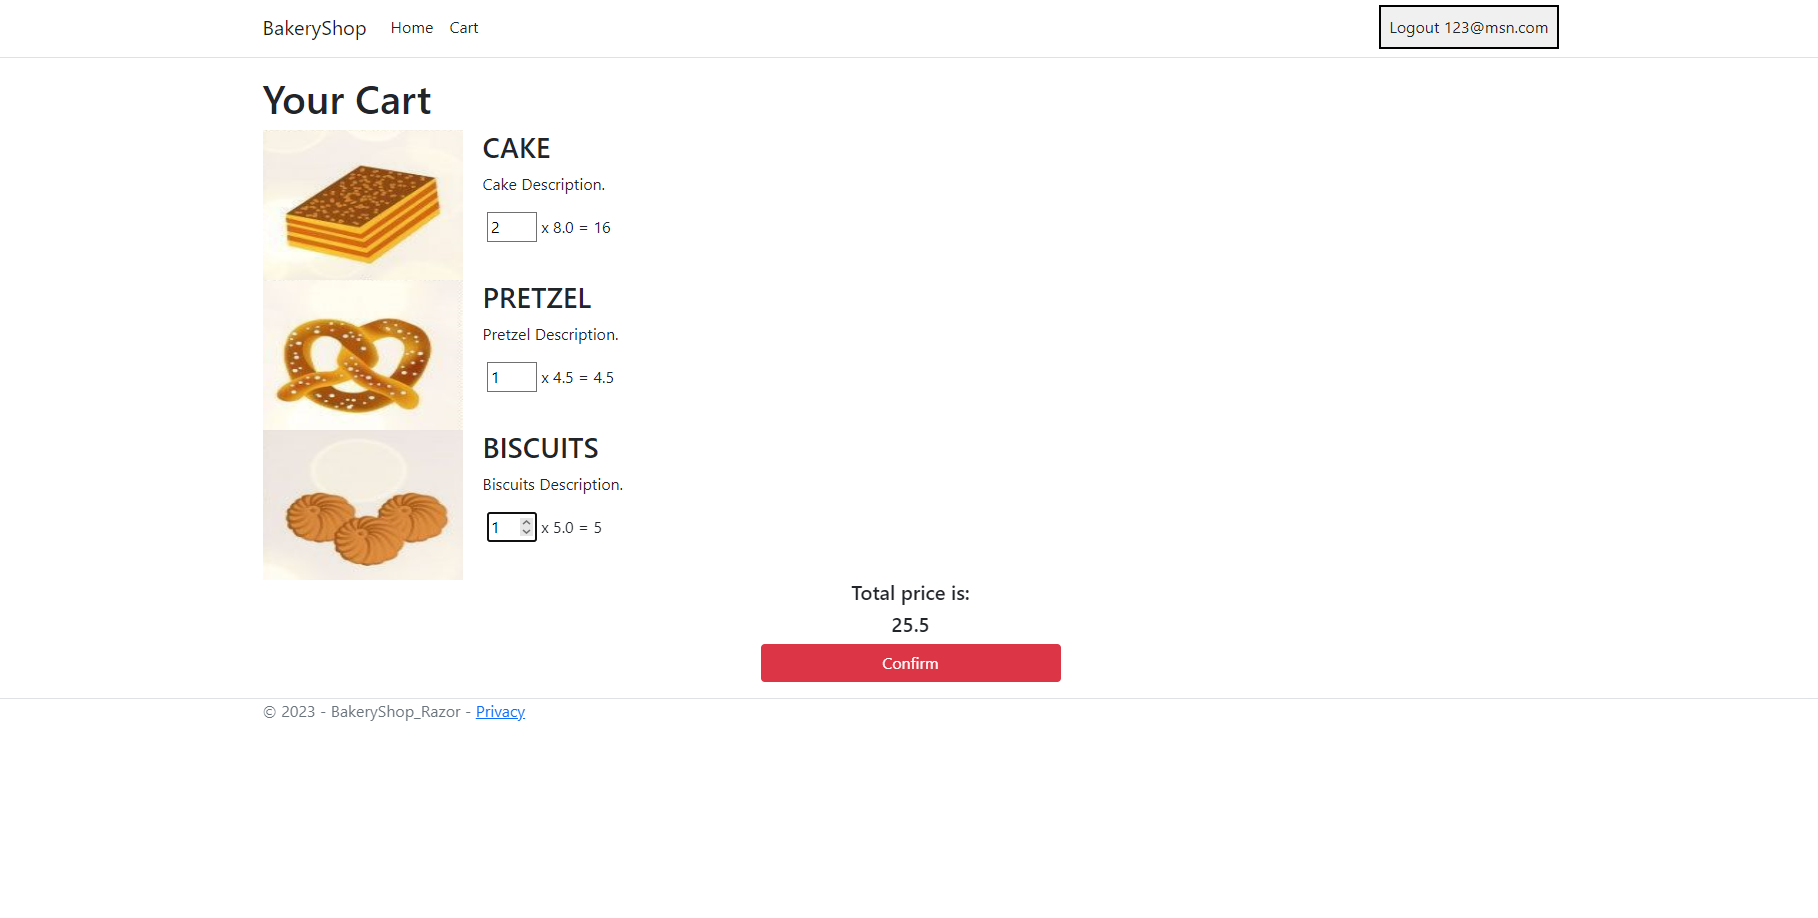 BakeryShop Home Cart Logout 123@msn.com
Your Cart
CAKE
Cake Description.
2 x 8.0 = 16
PRETZEL
Pretzel Description.
1 x 4.5 = 4.5
BISCUITS
Biscuits Description.
1 x 5.0 = 5
Total price is:
25.5
Confirm
© 2023 - BakeryShop_Razor - Privacy